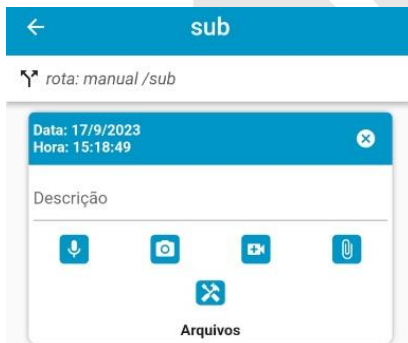 sub
rota: manual /sub
Data: 17/9/2023
Hora: 15:18:49
Descrição
Arquivos